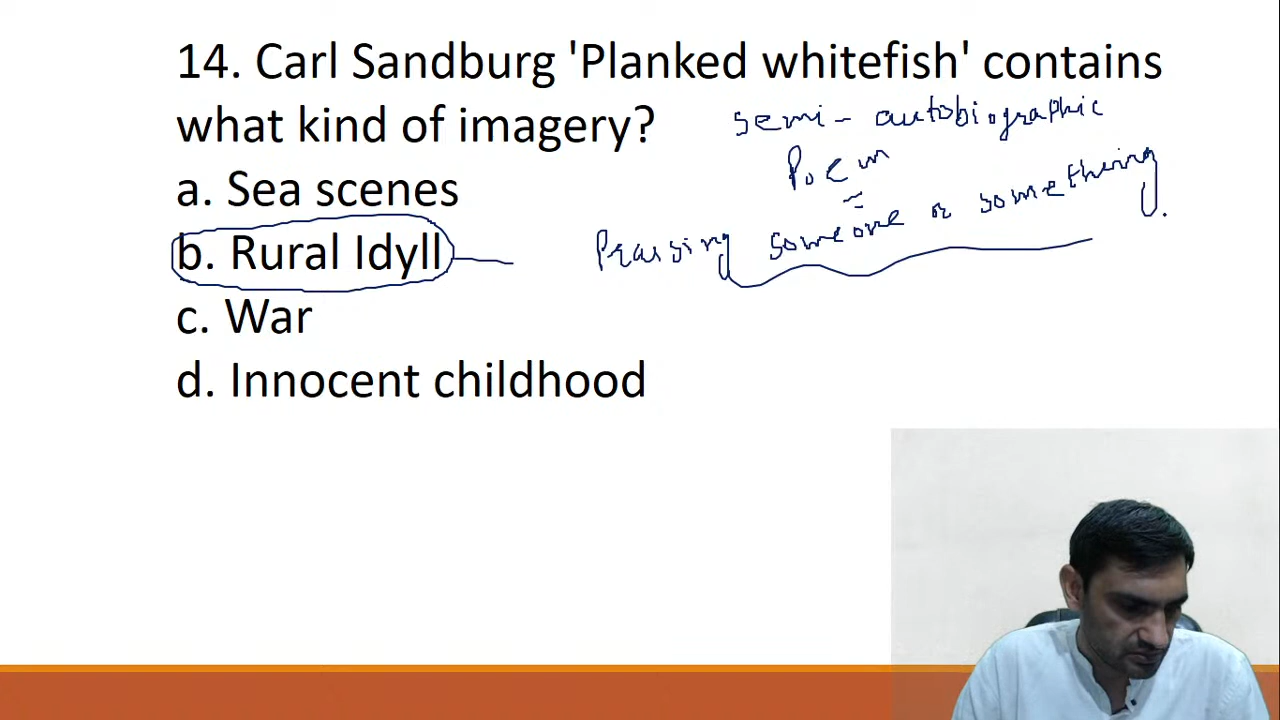 14. Carl Sandburg 'Planked whitefish' contains
what kind of imagery?
semi - autobiographic
Poem
a. Sea scenes
Praising someone or something.
b. Rural Idyll
c. War
d. Innocent childhood